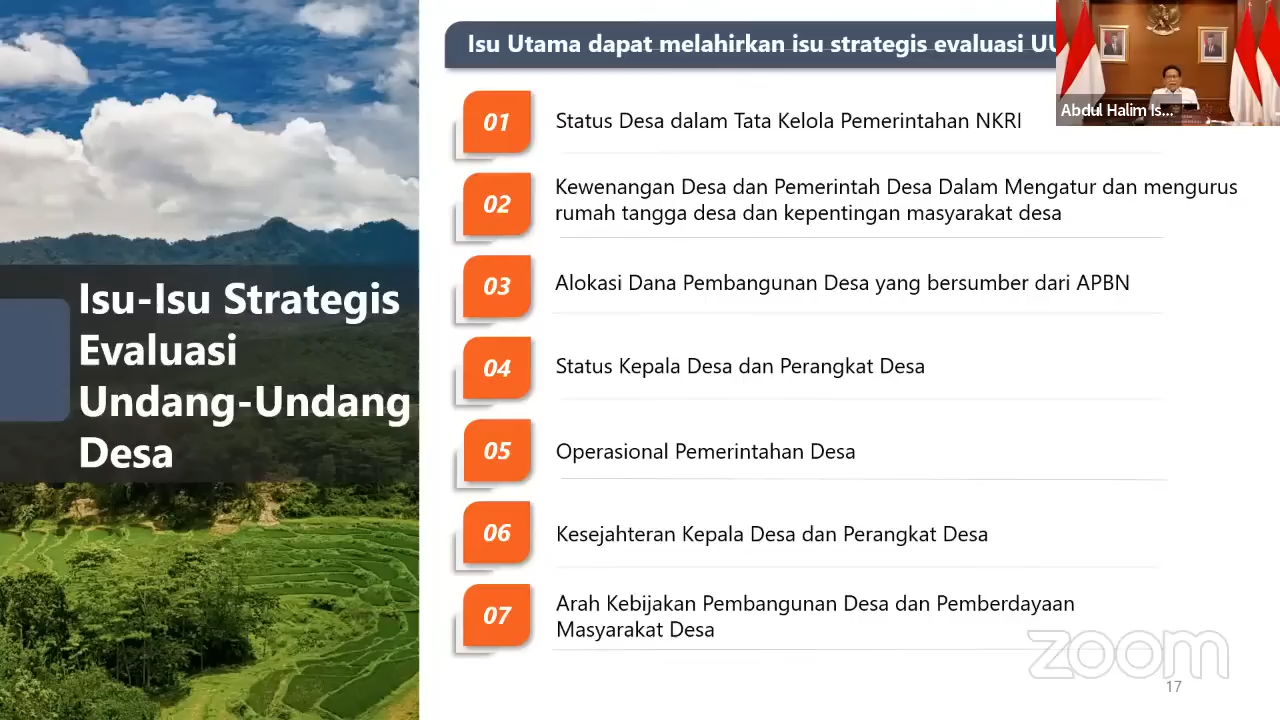 Isu-Isu Strategis
Evaluasi
Undang-Undang
Desa
Isu Utama dapat melahirkan isu strategis evaluasi
Abdul Halim Is...
01
Status Desa dalam Tata Kelola Pemerintahan NKRI
02
Kewenangan Desa dan Pemerintah Desa Dalam Mengatur dan mengurus
rumah tangga desa dan kepentingan masyarakat desa
03
Alokasi Dana Pembangunan Desa yang bersumber dari APBN
04
Status Kepala Desa dan Perangkat Desa
05
Operasional Pemerintahan Desa
06
Kesejahteran Kepala Desa dan Perangkat Desa
07
Arah Kebijakan Pembangunan Desa dan Pemberdayaan
Masyarakat Desa
zoom
17